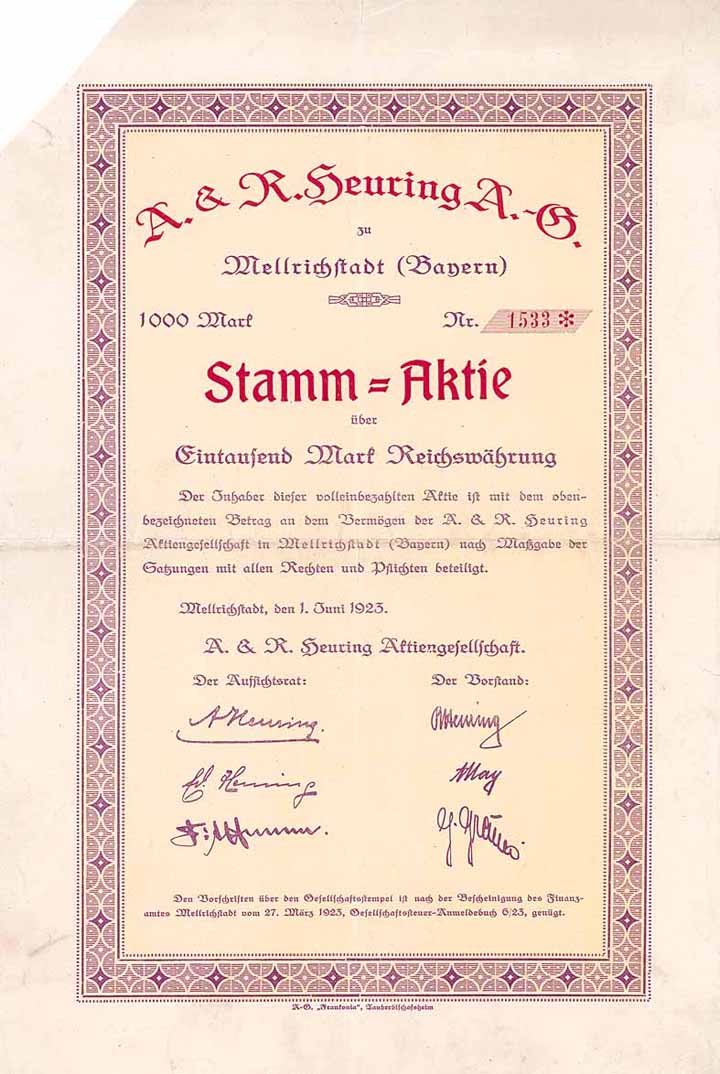 A. & R. Heuring A.-G.
zu
Mellrichstadt (Bayern)
1000 Mark Nr. 1533 *
Stamm=Aktie
über
Eintausend Mark Reichswährung
Der Inhaber dieser volleinbezahlten Aktie ist mit dem oben-
bezeichneten Betrag an dem Vermögen der A. & R. Heuring
Aktiengesellschaft in Mellrichstadt (Bayern) nach Maßgabe der
Satzungen mit allen Rechten und Pflichten beteiligt.
Mellrichstadt, den 1. Juni 1923.
A. & R. Heuring Aktiengesellschaft.
Der Aufsichtsrat: Der Vorstand:
A Heuring. RHeuring
Ed. Heuring May
Den Vorschriften über den Gesellschaftsstempel ist nach der Bescheinigung des Finanz-
amtes Mellrichstadt vom 27. März 1923, Gesellschaftssteuer-Anmeldebuch 6/23, genügt.
A.-G. „Frankonia", Tauberbischofsheim